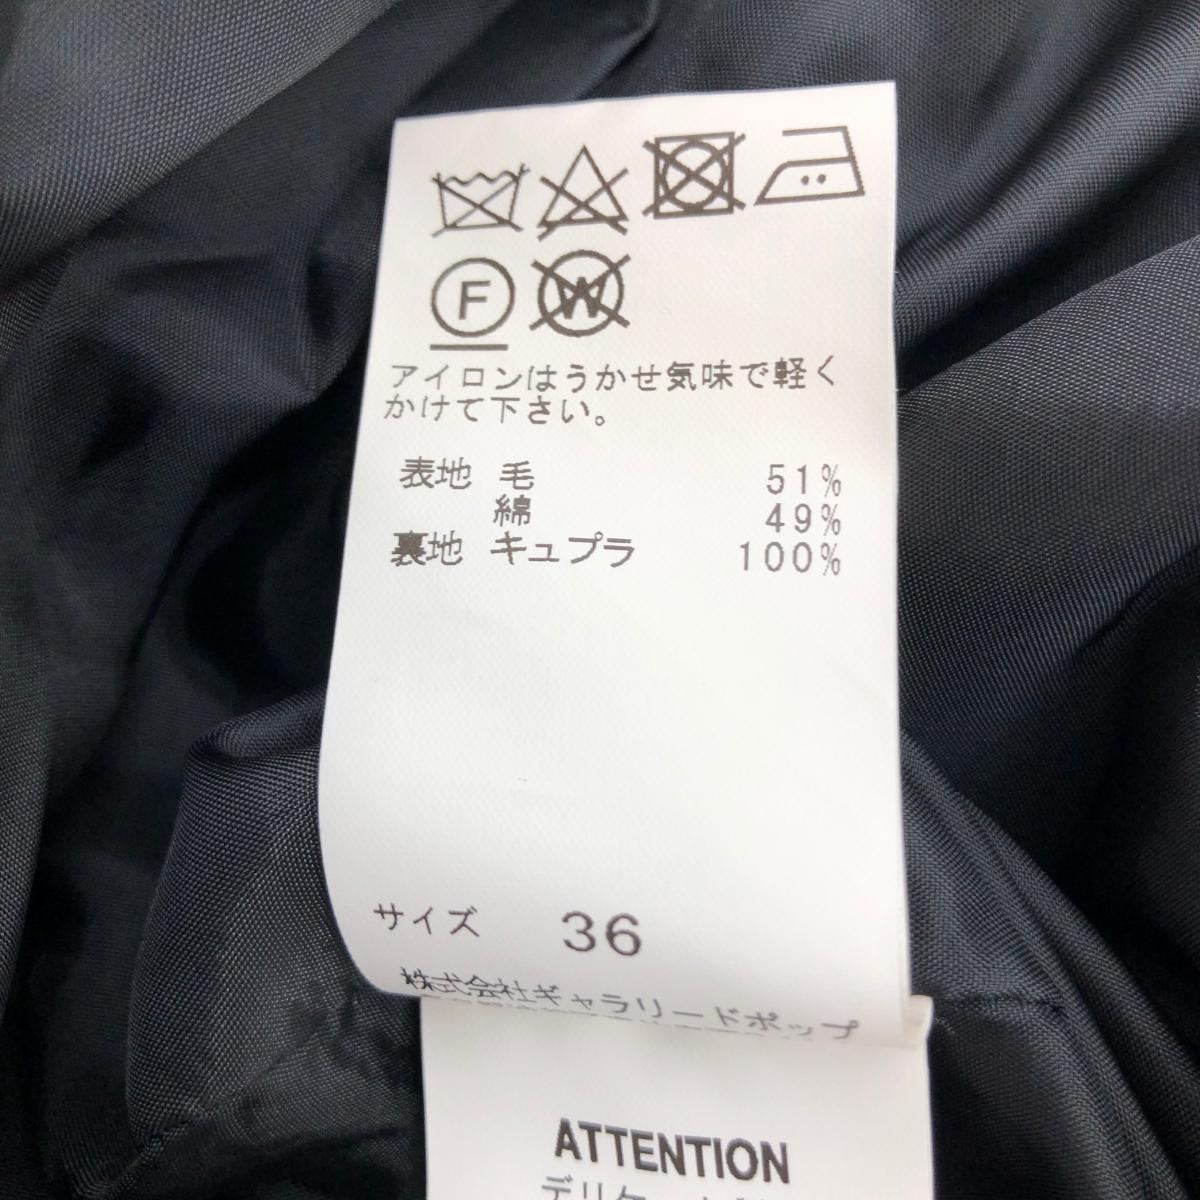 F W
アイロンはうかせ気味で軽く
かけて下さい。
表地 毛 51%
綿 49%
裏地 キュプラ 100%
サイズ 36
株式会社ギャラリードポップ
ATTENTION